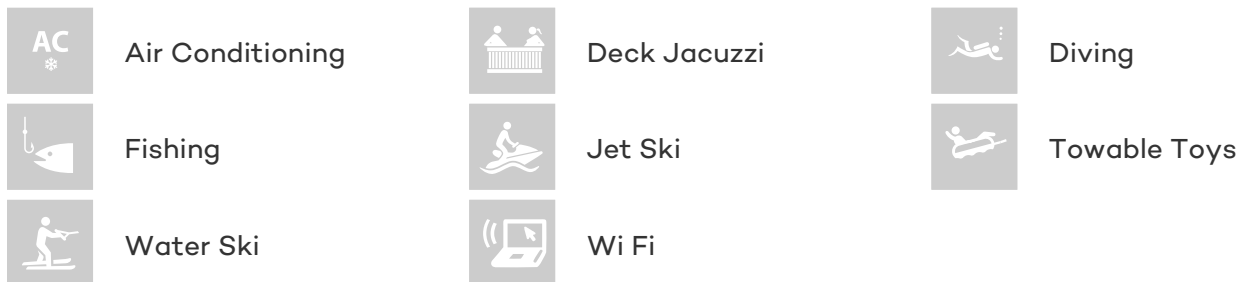 AC
Air Conditioning
Deck Jacuzzi
Diving
Fishing
Jet Ski
Towable Toys
Water Ski
Wi Fi